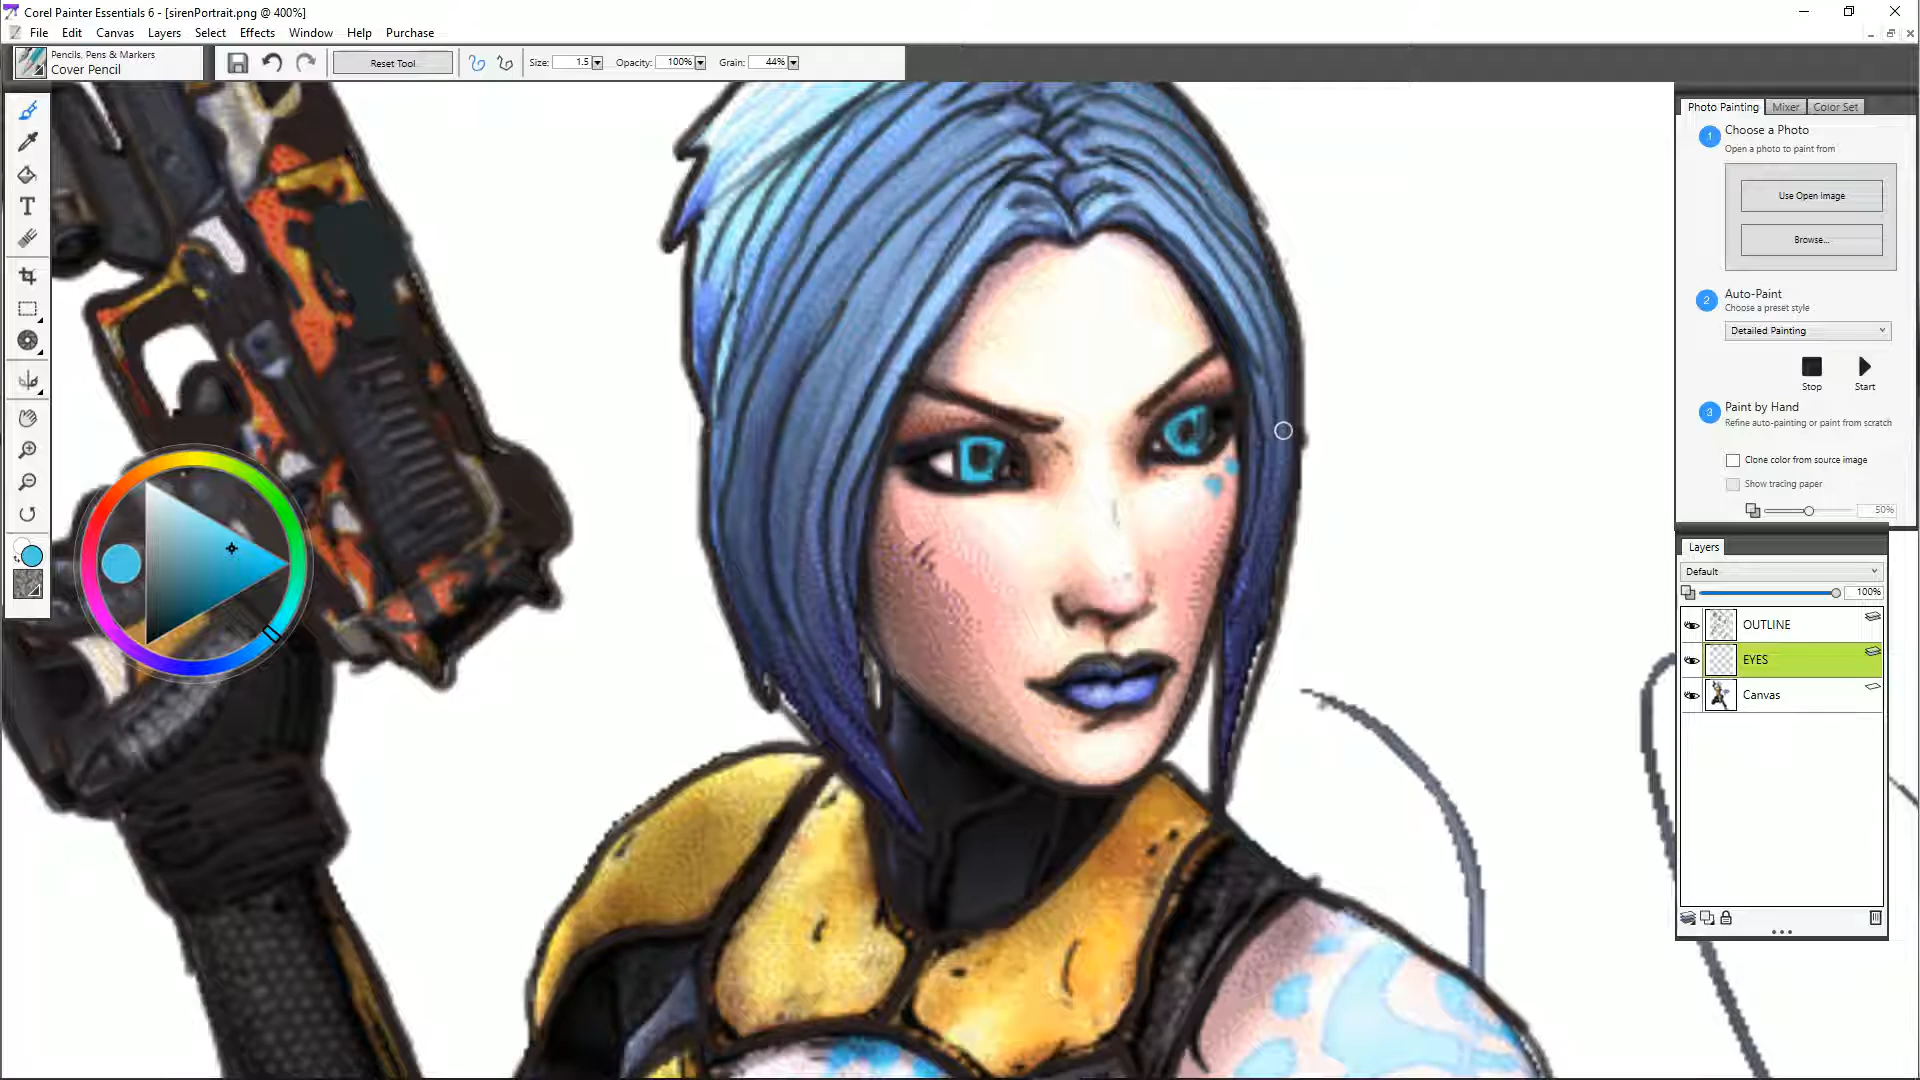 Corel Painter Essentials 6 - [sirenPortrait.png @ 400%]
File Edit Canvas Layers Select Effects Window Help Purchase
Pencils, Pens & Markers
Cover Pencil
Reset Tool
Size: 1.5 Opacity: 100% Grain: 44%
Photo Painting Mixer Color Set
1 Choose a Photo
Open a photo to paint from
Use Open Image
Browse...
2 Auto-Paint
Choose a preset style
Detailed Painting
Stop Start
3 Paint by Hand
Refine auto-painting or paint from scratch
Clone color from source image
Show tracing paper
50%
Layers
Default
100%
OUTLINE
EYES
Canvas